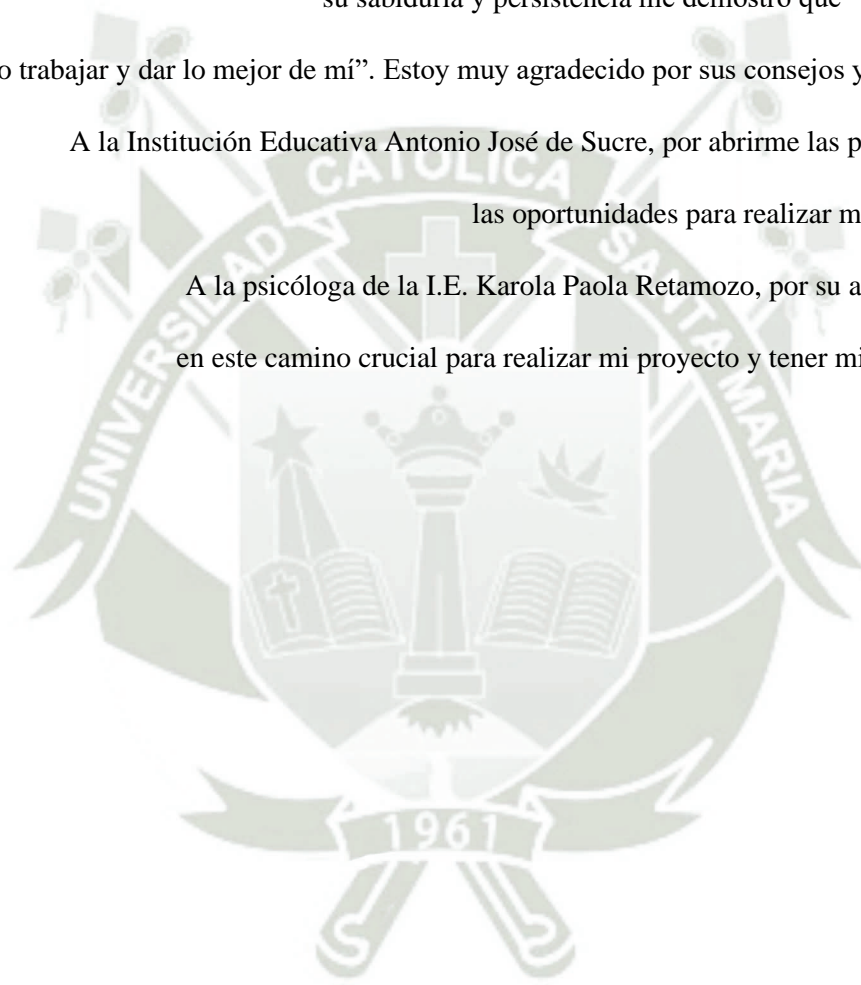 su sabiduría y persistencia me demostró que
trabajar y dar lo mejor de mí”. Estoy muy agradecido por sus consejos y
A la Institución Educativa Antonio José de Sucre, por abrirme las
las oportunidades para realizar
A la psicóloga de la I.E. Karola Paola Retamozo, por su
en este camino crucial para realizar mi proyecto y tener
UNIVERSIDAD CATOLICA SANTA MARIA
1961